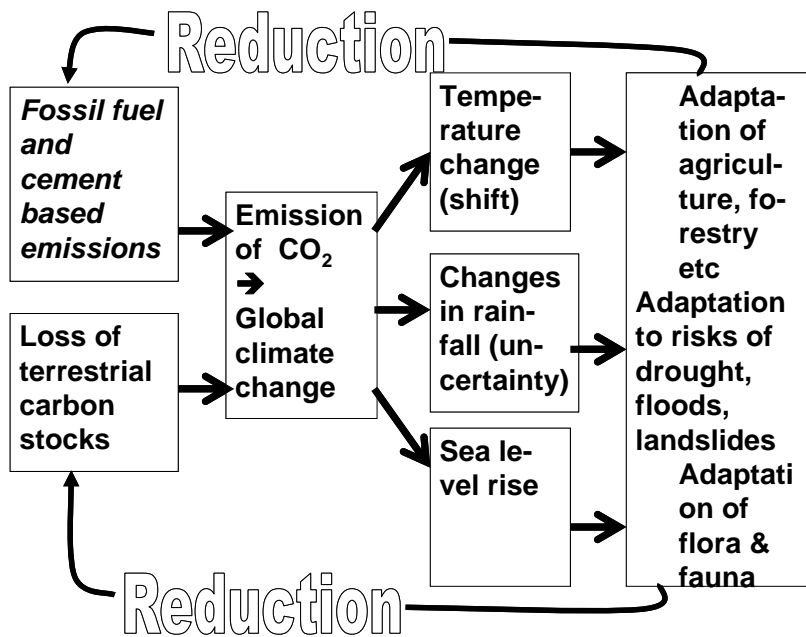 Reduction
Fossil fuel
and
cement
based
emissions
Loss of
terrestrial
carbon
stocks
Emission
of CO₂
➔
Global
climate
change
Tempe-
rature
change
(shift)
Changes
in rain-
fall (un-
certainty)
Sea le-
vel rise
Adapta-
tion of
agricul-
ture, fo-
restry
etc
Adaptation
to risks of
drought,
floods,
landslides
Adaptati
on of
flora &
fauna
Reduction